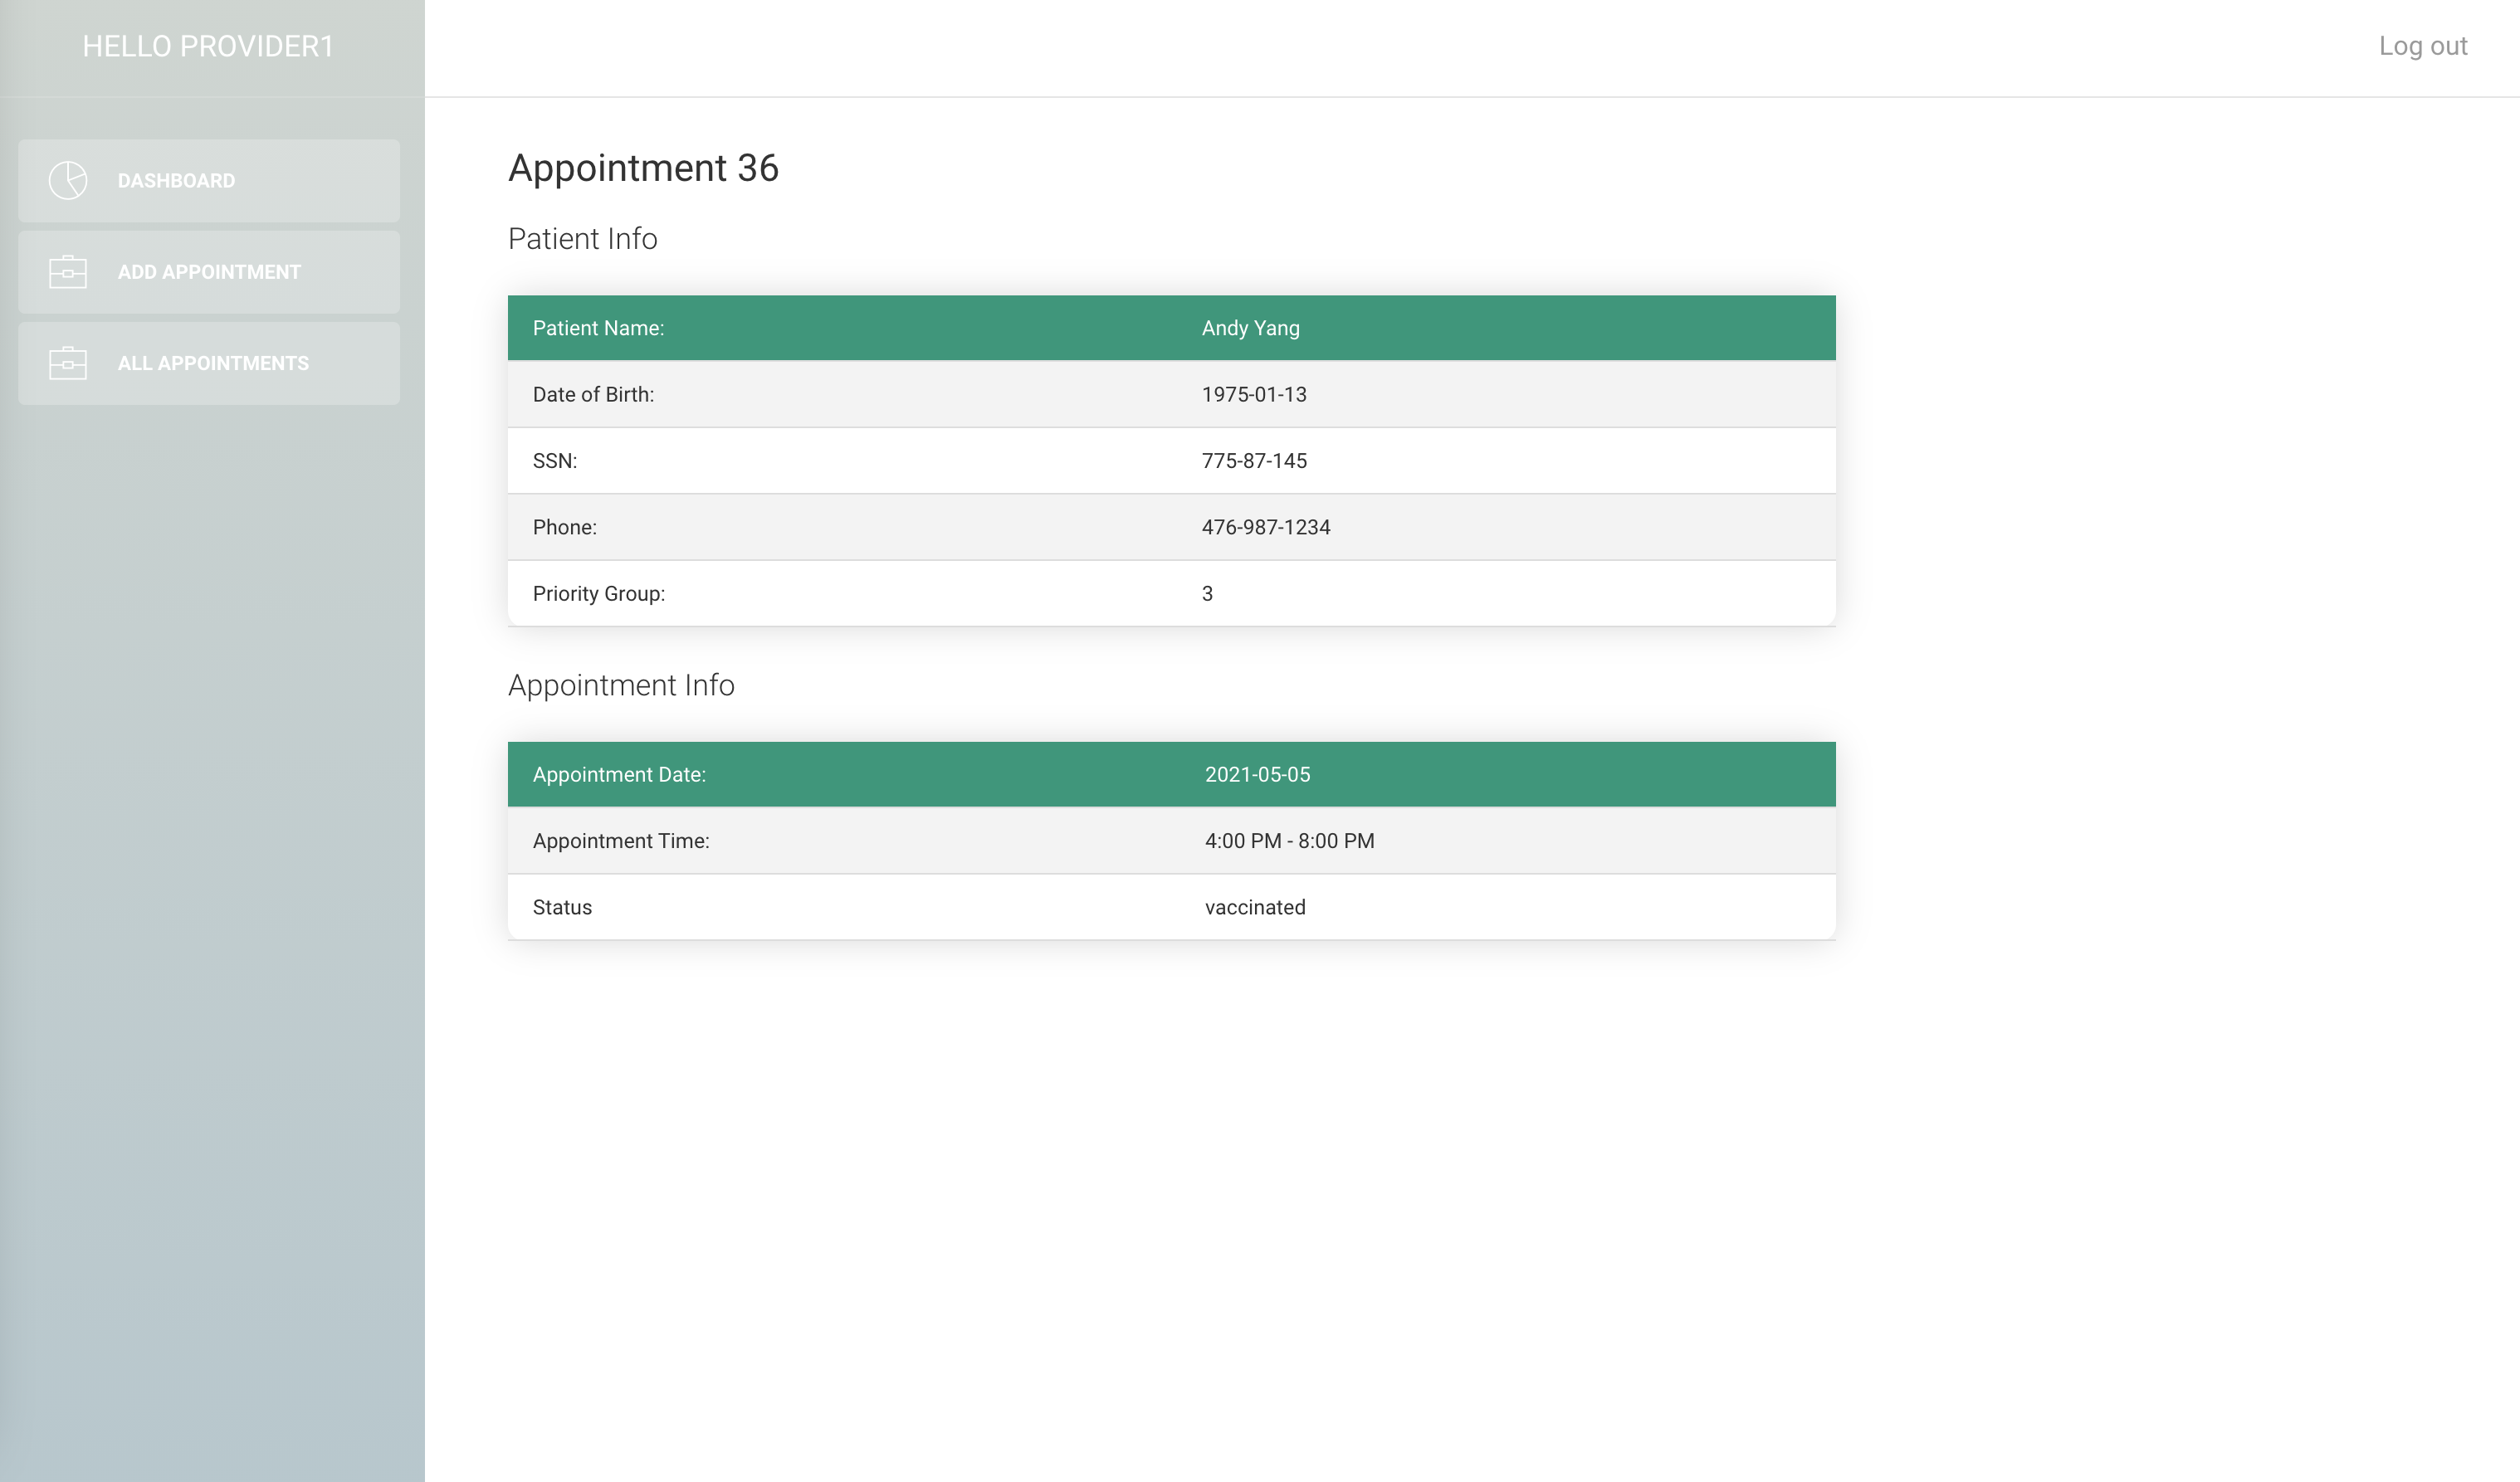 HELLO PROVIDER1
Log out
DASHBOARD
ADD APPOINTMENT
ALL APPOINTMENTS
Appointment 36
Patient Info
Patient Name: Andy Yang
Date of Birth: 1975-01-13
SSN: 775-87-145
Phone: 476-987-1234
Priority Group: 3
Appointment Info
Appointment Date: 2021-05-05
Appointment Time: 4:00 PM - 8:00 PM
Status vaccinated